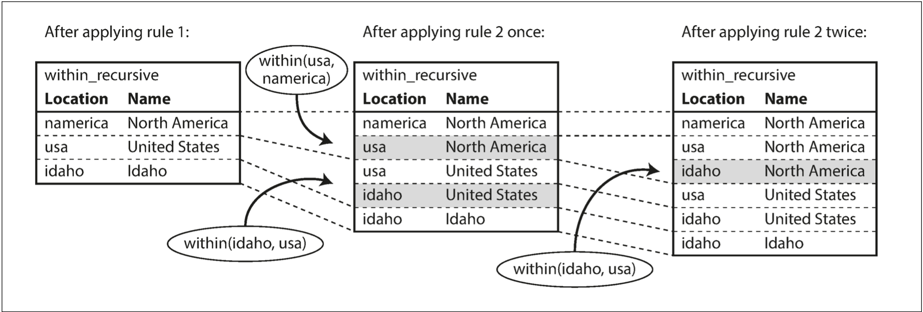 After applying rule 1:
within_recursive
Location Name
namerica North America
usa United States
idaho Idaho
within(usa,
namerica)
within(idaho, usa)
After applying rule 2 once:
within_recursive
Location Name
namerica North America
usa North America
usa United States
idaho United States
idaho Idaho
within(idaho, usa)
After applying rule 2 twice:
within_recursive
Location Name
namerica North America
usa North America
idaho North America
usa United States
idaho United States
idaho Idaho